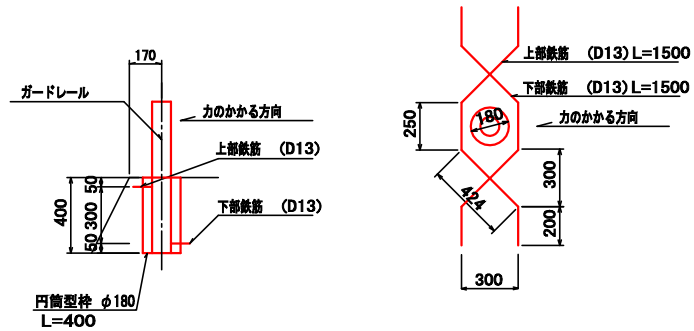 170
ガードレール
力のかかる方向
上部鉄筋 (D13)
50
400
300
50
下部鉄筋 (D13)
円筒型枠 φ180
L=400
上部鉄筋 (D13) L=1500
下部鉄筋 (D13) L=1500
180
250
力のかかる方向
424
300
200
300